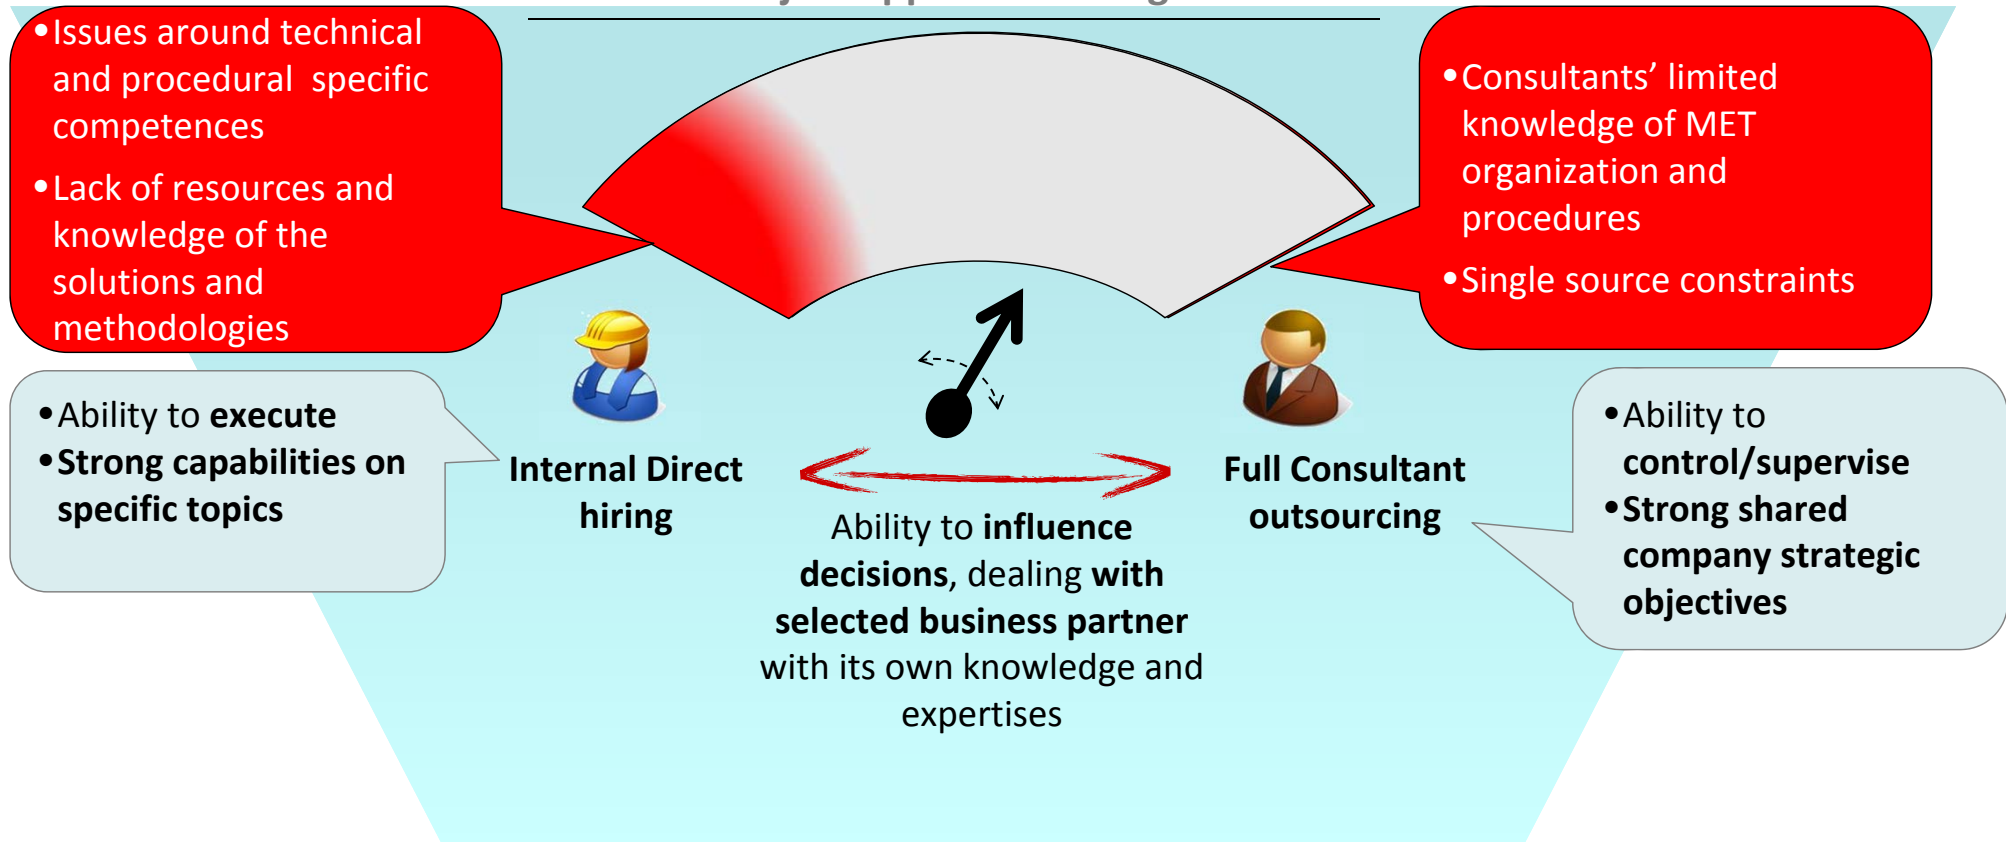 •Issues around technical
and procedural specific
competences
•Lack of resources and
knowledge of the
solutions and
methodologies
•Consultants’ limited
knowledge of MET
organization and
procedures
•Single source constraints
•Ability to execute
•Strong capabilities on
specific topics
Internal Direct
hiring
Full Consultant
outsourcing
Ability to influence
decisions, dealing with
selected business partner
with its own knowledge and
expertises
•Ability to
control/supervise
•Strong shared
company strategic
objectives